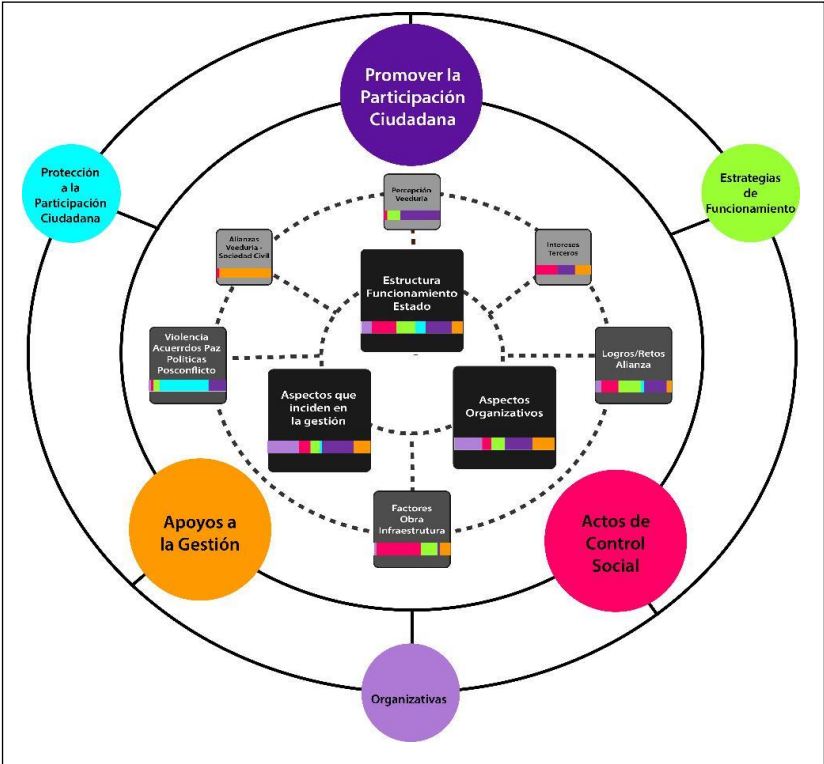 Promover la
Participación
Ciudadana
Protección
a la
Participación
Ciudadana
Estrategias
de
Funcionamiento
Percepción
Veeduría
Alianzas
Veeduría -
Sociedad Civil
Intereses
Terceros
Estructura
Funcionamiento
Estado
Violencia
Acuerrdos Paz
Políticas
Posconflicto
Logros/Retos
Alianza
Aspectos que
inciden en
la gestión
Aspectos
Organizativos
Factores
Obra
Infraestrutura
Apoyos a
la Gestión
Actos de
Control
Social
Organizativas